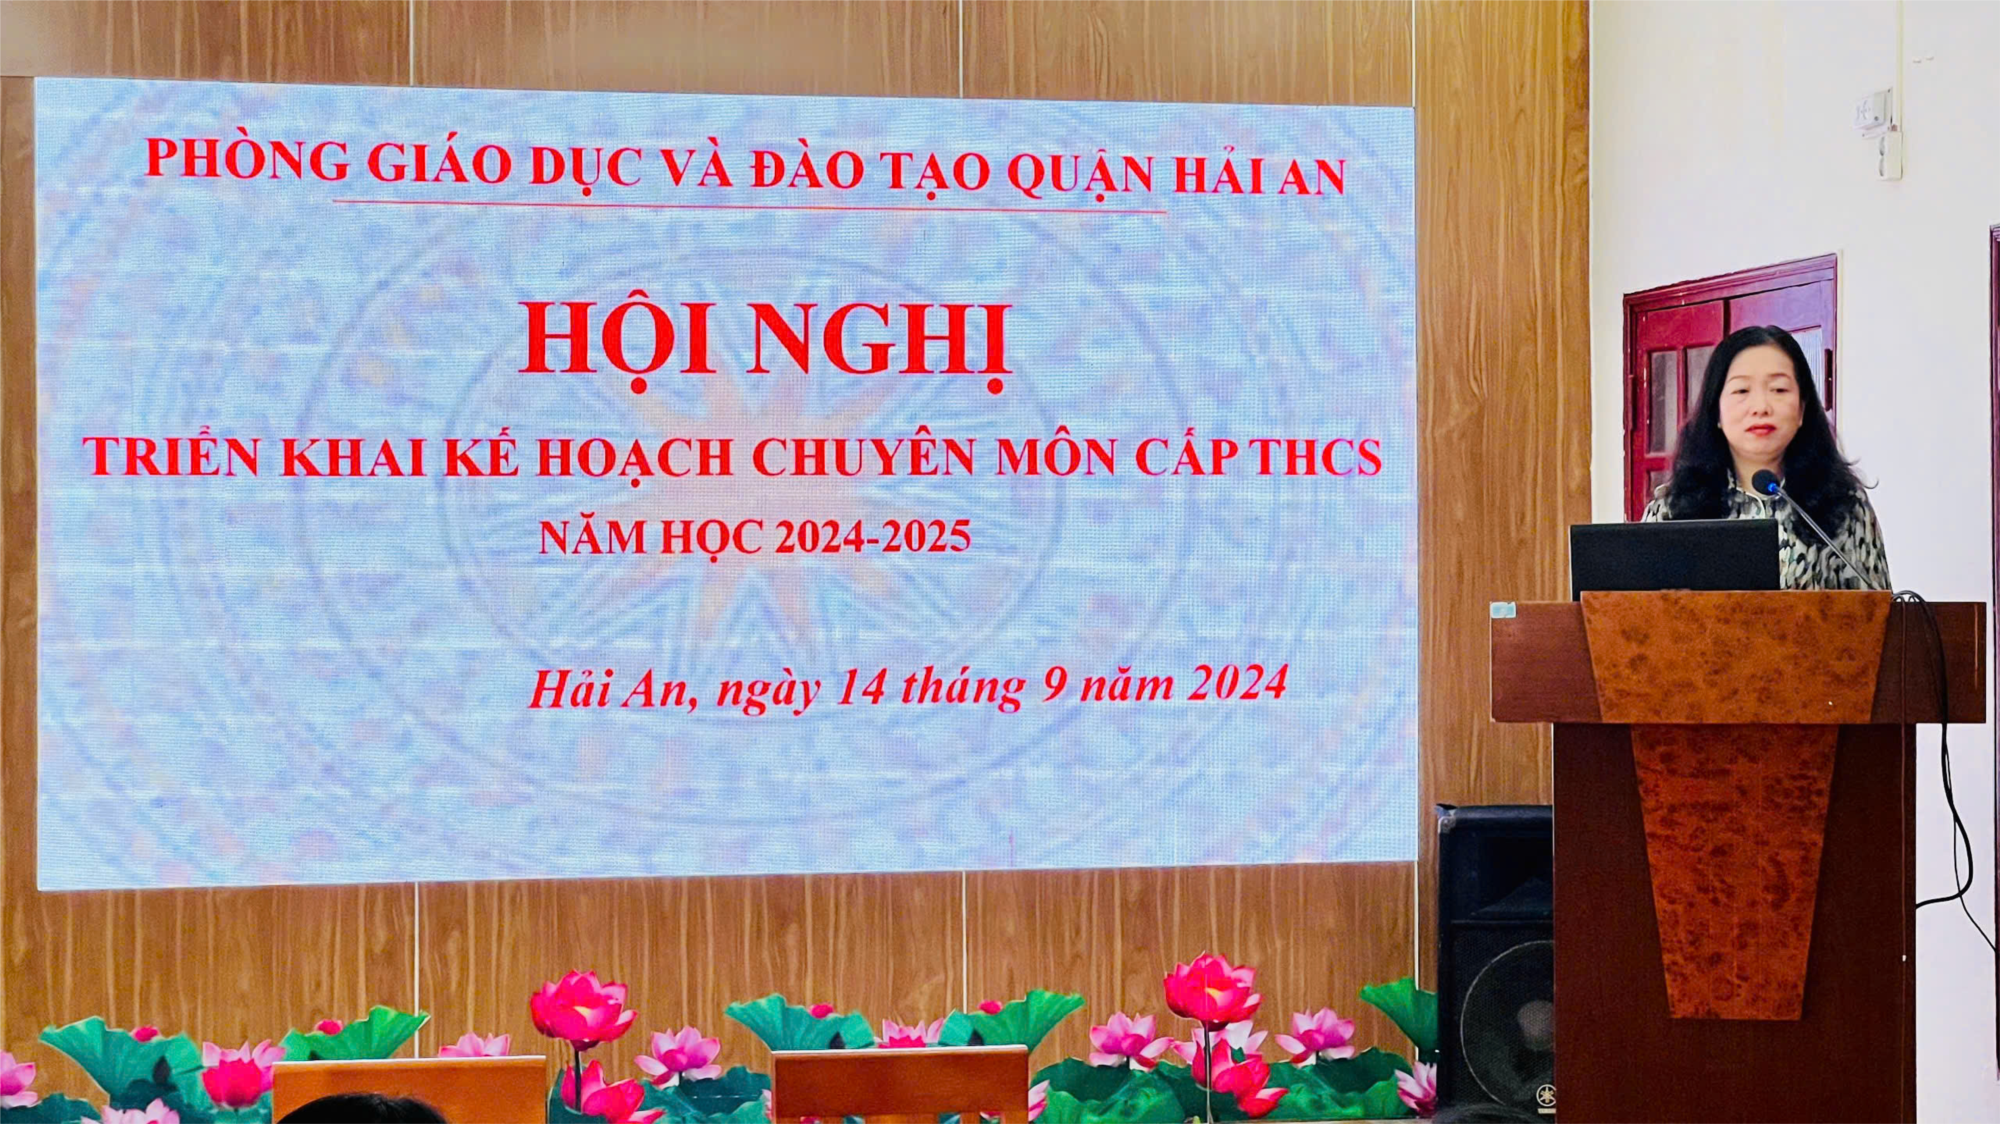 PHÒNG GIÁO DỤC VÀ ĐÀO TẠO QUẬN HẢI AN
HỘI NGHỊ
TRIỂN KHAI KẾ HOẠCH CHUYÊN MÔN CẤP THCS
NĂM HỌC 2024-2025
Hải An, ngày 14 tháng 9 năm 2024